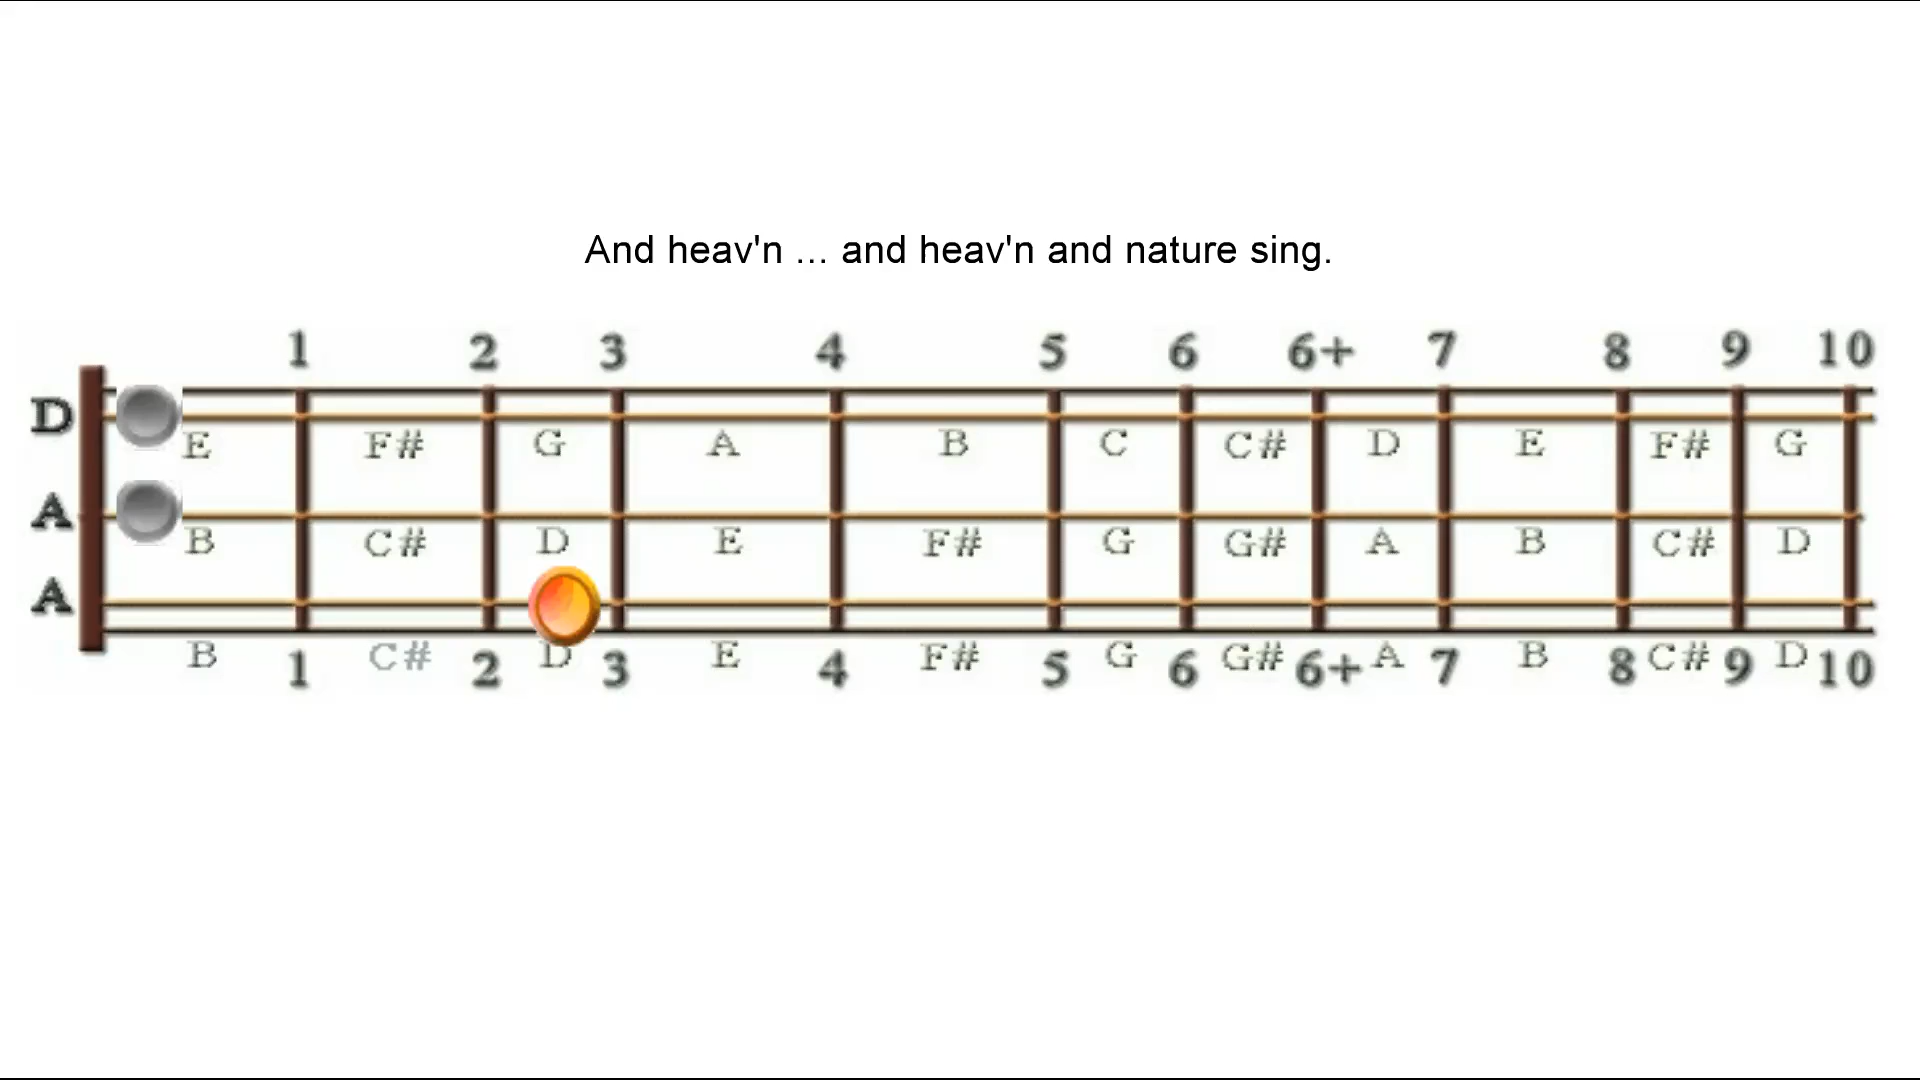 And heav'n ... and heav'n and nature sing.
1 2 3 4 5 6 6+ 7 8 9 10
D
E F# G A B C C# D E F# G
A
B C# D E F# G G# A B C# D
A
B 1 C# 2 D 3 E 4 F# 5 G 6 G# 6+ A 7 B 8 C# 9 D 10